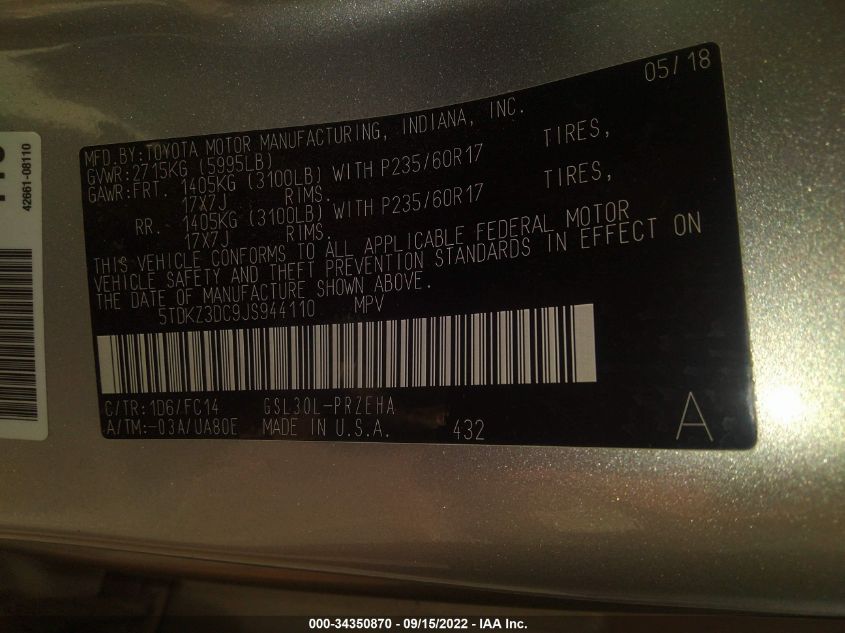 05/18
MFD.BY:TOYOTA MOTOR MANUFACTURING, INDIANA, INC.
GVWR:2715KG (5995LB)
GAWR:FRT. 1405KG (3100LB) WITH P235/60R17 TIRES,
17X7J RIMS.
RR. 1405KG (3100LB) WITH P235/60R17 TIRES,
17X7J RIMS.
THIS VEHICLE CONFORMS TO ALL APPLICABLE FEDERAL MOTOR
VEHICLE SAFETY AND THEFT PREVENTION STANDARDS IN EFFECT ON
THE DATE OF MANUFACTURE SHOWN ABOVE.
5TDKZ3DC9JS944110 MPV
C/TR:1D6/FC14 GSL30L-PRZEHA
A/TM:-03A/UA80E MADE IN U.S.A. 432 A
42661-08110
000-34350870 - 09/15/2022 - IAA Inc.